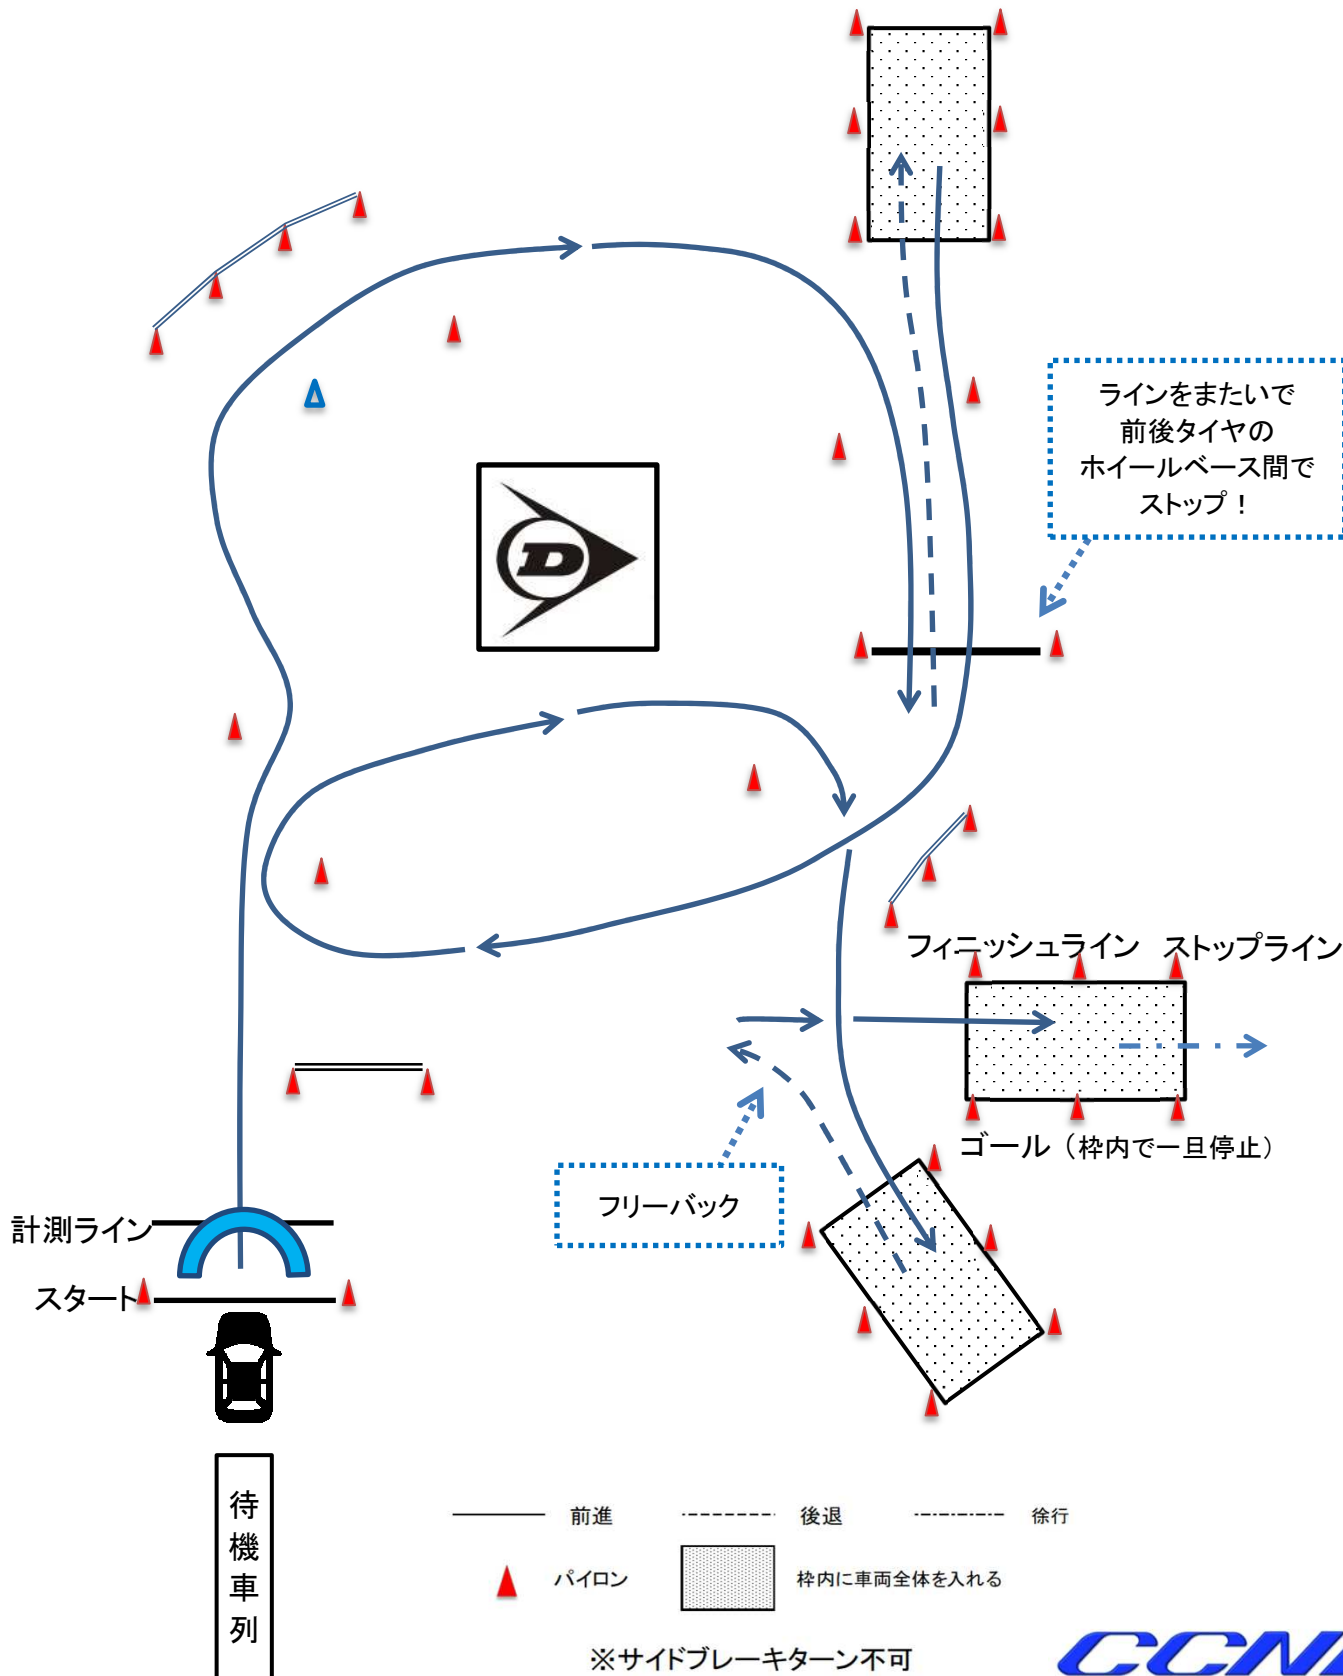 ラインをまたいで
前後タイヤの
ホイールベース間で
ストップ！
D
フィニッシュライン ストップライン
ゴール（枠内で一旦停止）
フリーバック
計測ライン
スタート
待機車列
前進 後退 徐行
パイロン 枠内に車両全体を入れる
※サイドブレーキターン不可